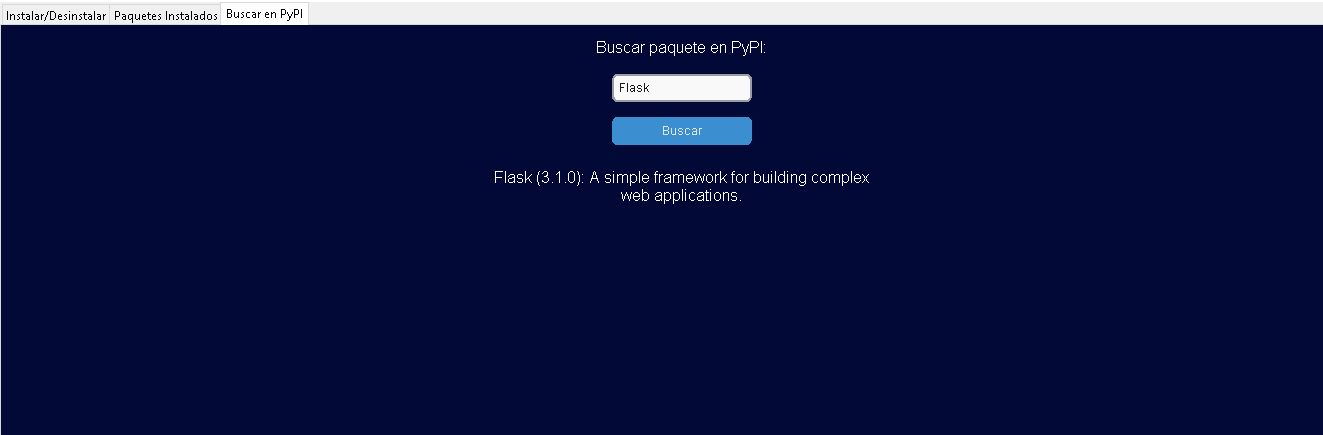 Instalar/Desinstalar Paquetes Instalados Buscar en PyPI
Buscar paquete en PyPI:
Flask
Buscar
Flask (3.1.0): A simple framework for building complex
web applications.